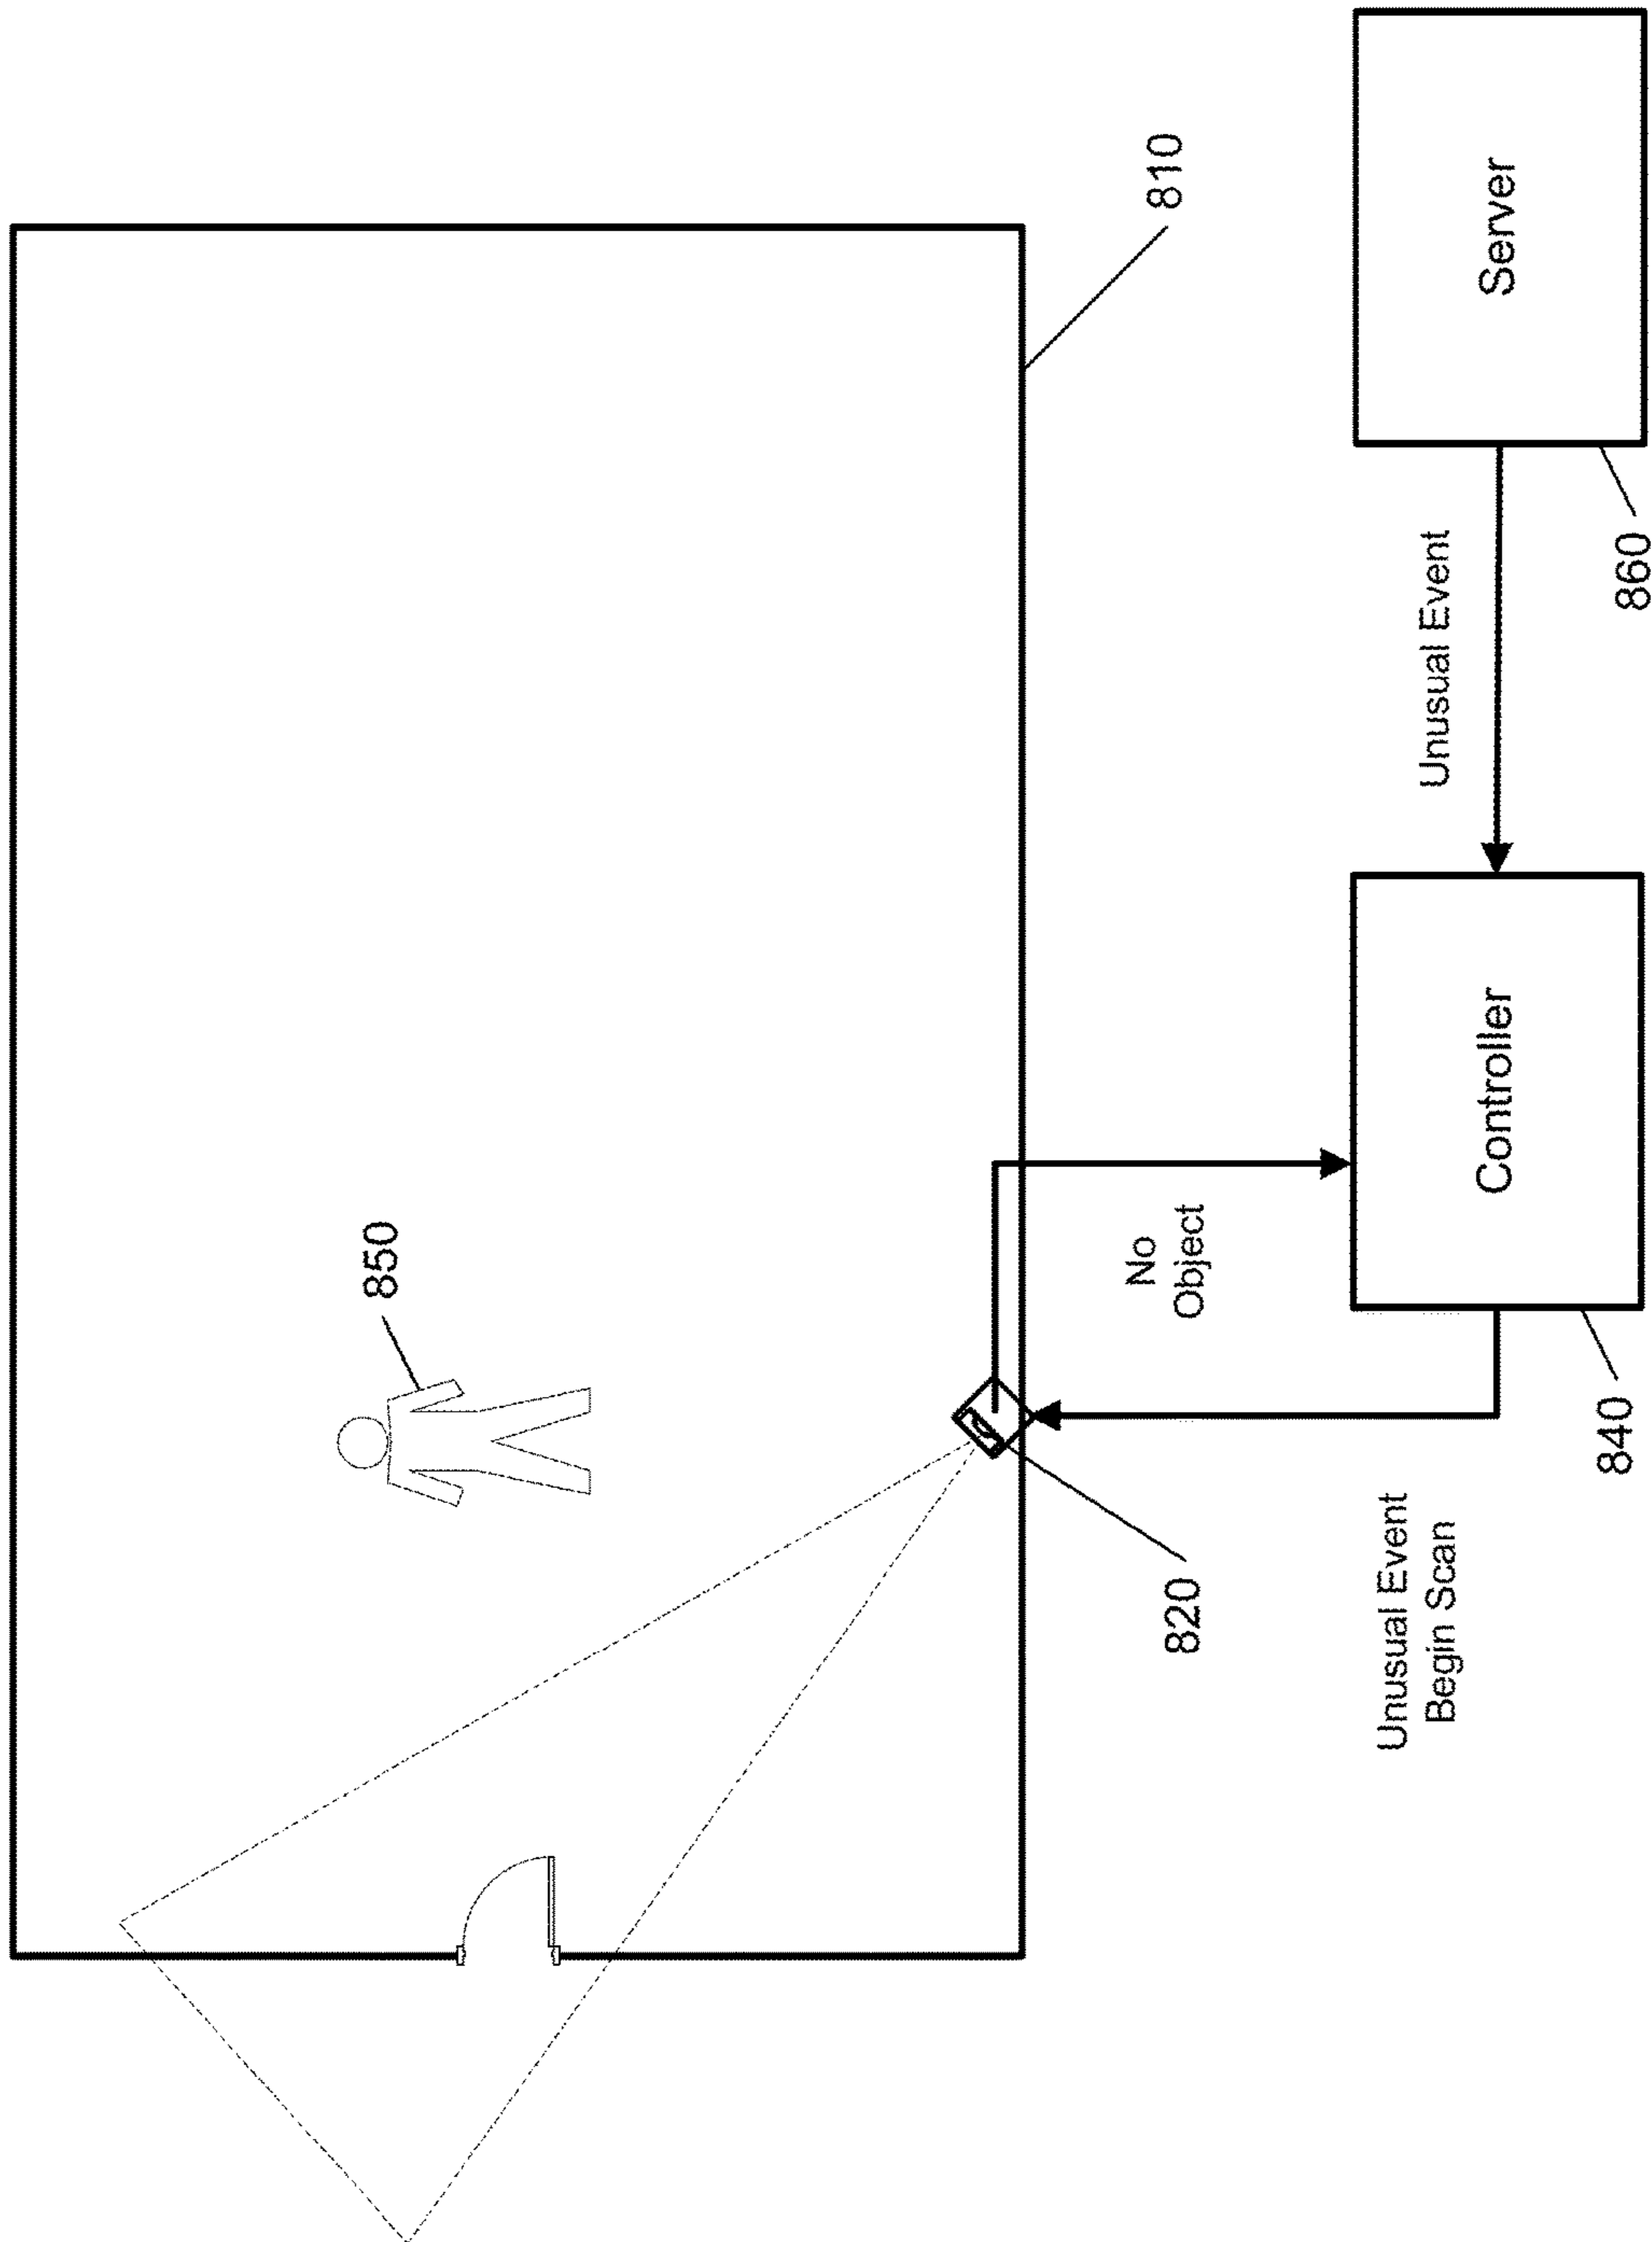 850
810
No
Object
820
Unusual Event
Begin Scan
Controller
840
Unusual Event
Server
860